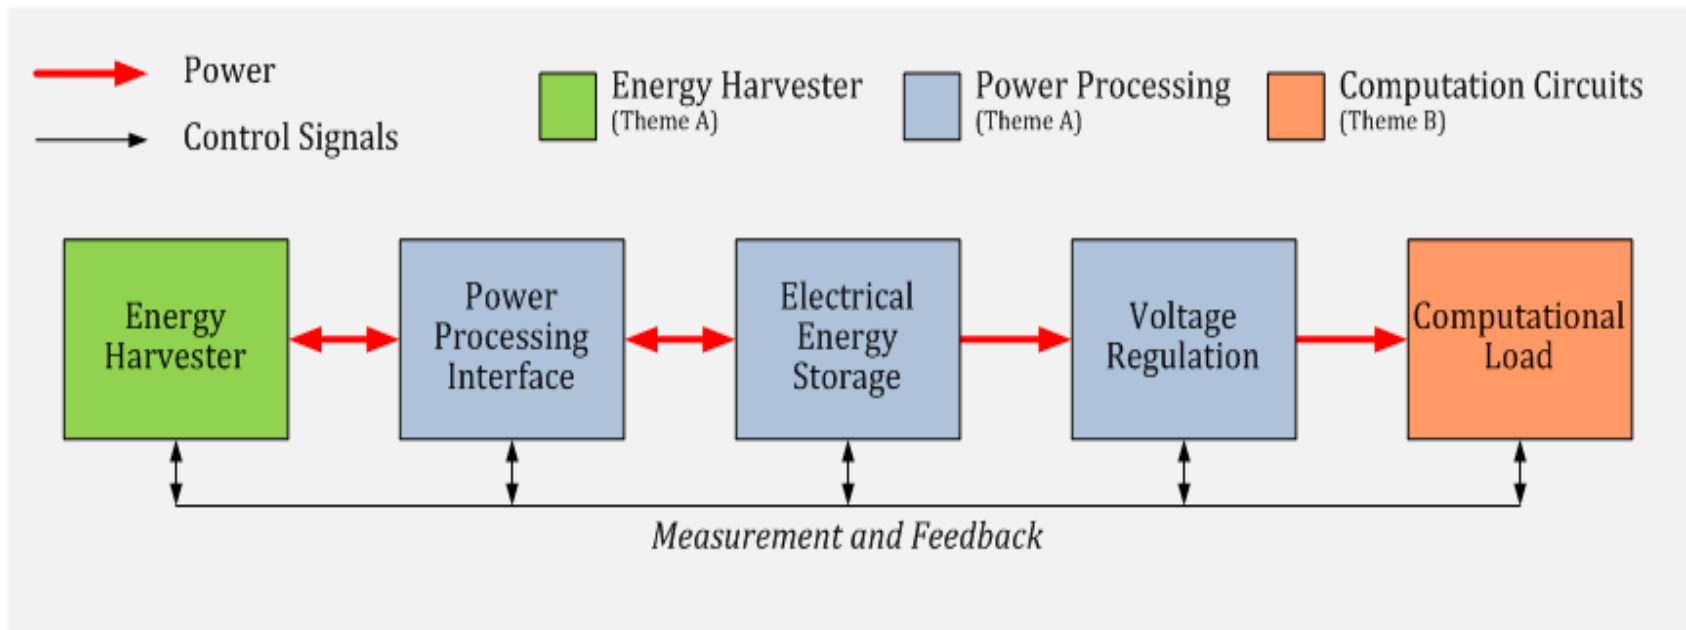 Power
Control Signals
Energy Harvester
(Theme A)
Power Processing
(Theme A)
Computation Circuits
(Theme B)
Energy
Harvester
Power
Processing
Interface
Electrical
Energy
Storage
Voltage
Regulation
Computational
Load
Measurement and Feedback